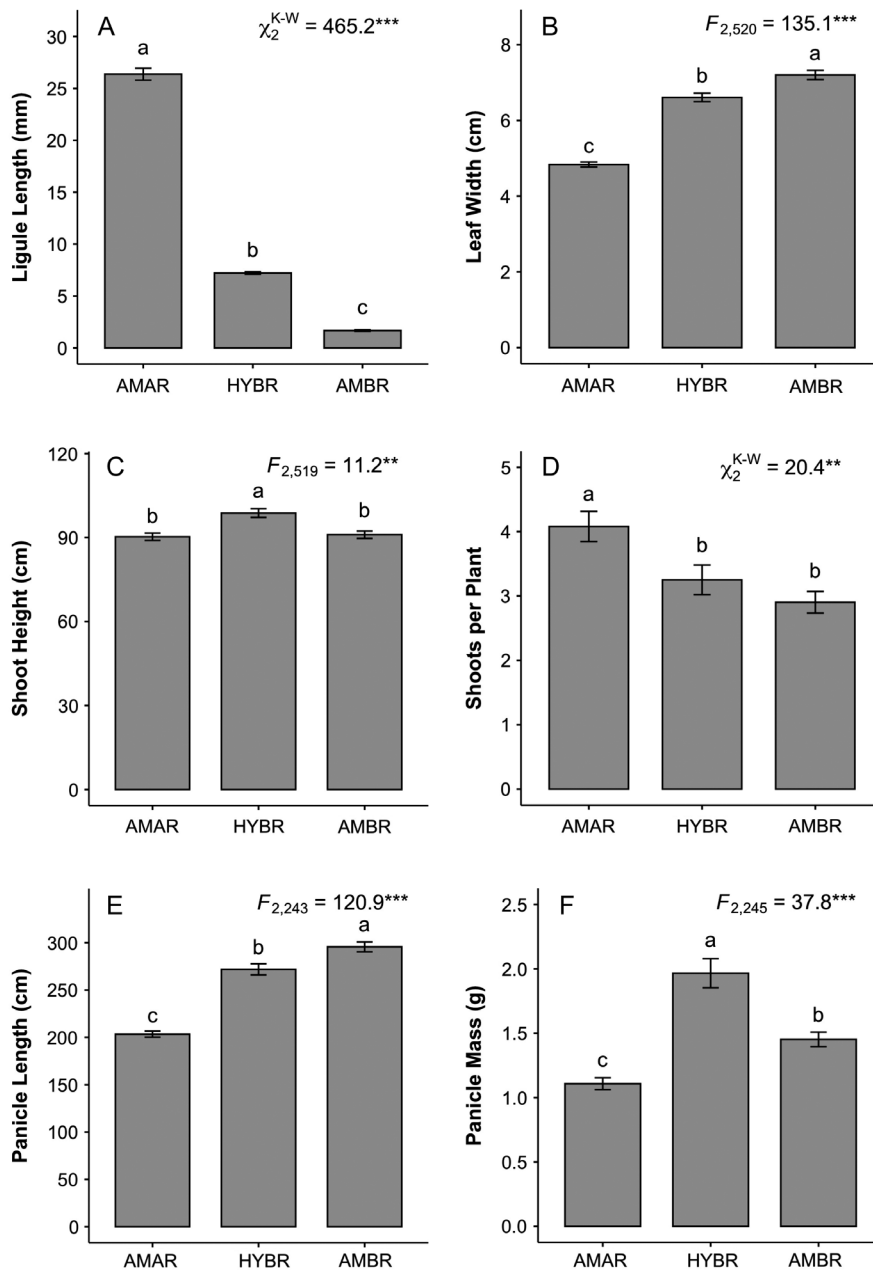 A
χ₂ᴷ⁻ᵂ = 465.2***
Ligule Length (mm)
30
25
20
15
10
5
0
a
b
c
AMAR HYBR AMBR
B
F₂,₅₂₀ = 135.1***
Leaf Width (cm)
8
6
4
2
0
c
b
a
AMAR HYBR AMBR
C
F₂,₅₁₉ = 11.2**
Shoot Height (cm)
120
90
60
30
0
b
a
b
AMAR HYBR AMBR
D
χ₂ᴷ⁻ᵂ = 20.4**
Shoots per Plant
5
4
3
2
1
0
a
b
b
AMAR HYBR AMBR
E
F₂,₂₄₃ = 120.9***
Panicle Length (cm)
300
250
200
150
100
50
0
c
b
a
AMAR HYBR AMBR
F
F₂,₂₄₅ = 37.8***
Panicle Mass (g)
2.5
2.0
1.5
1.0
0.5
0.0
c
a
b
AMAR HYBR AMBR